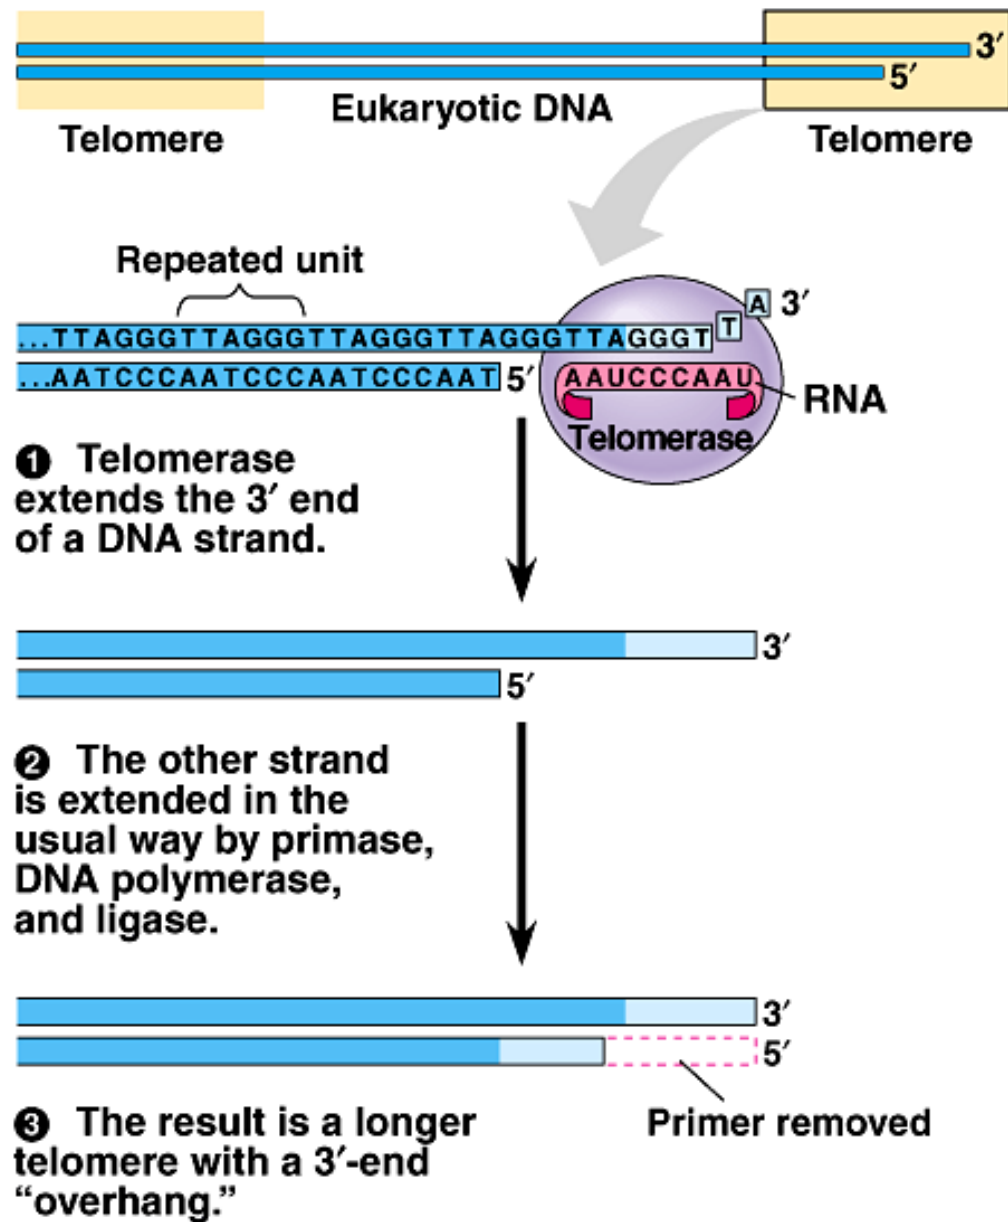 3′
5′
Eukaryotic DNA
Telomere
Telomere
Repeated unit
A 3′
T
...TTAGGGTTAGGGTTAGGGTTAGGGTTAGGGT
...AATCCCAATCCCAATCCCAAT 5′
AAUCCCAAU
RNA
Telomerase
❶ Telomerase
extends the 3′ end
of a DNA strand.
3′
5′
❷ The other strand
is extended in the
usual way by primase,
DNA polymerase,
and ligase.
3′
5′
Primer removed
❸ The result is a longer
telomere with a 3′-end
“overhang.”